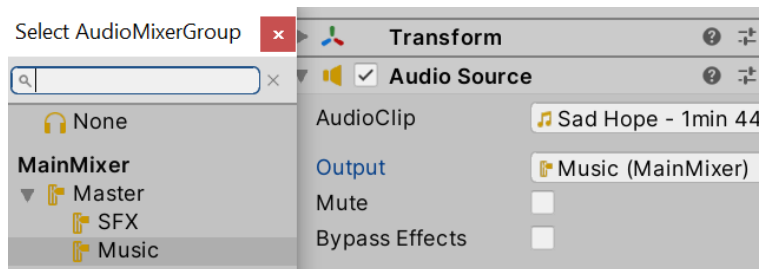 Select AudioMixerGroup
None
MainMixer
Master
SFX
Music
Transform
Audio Source
AudioClip
Sad Hope - 1min 44
Output
Music (MainMixer)
Mute
Bypass Effects